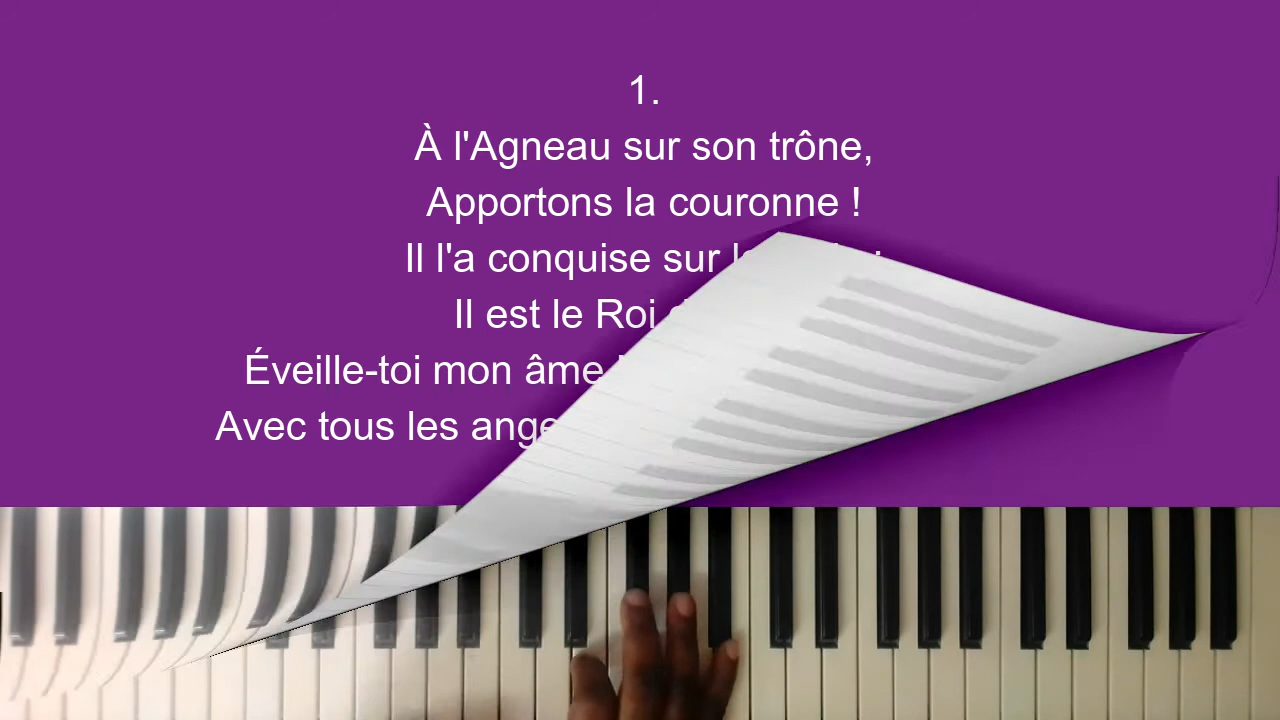 1.
À l'Agneau sur son trône,
Apportons la couronne !
Il l'a conquise sur
Il est le Roi
Éveille-toi mon âme
Avec tous les